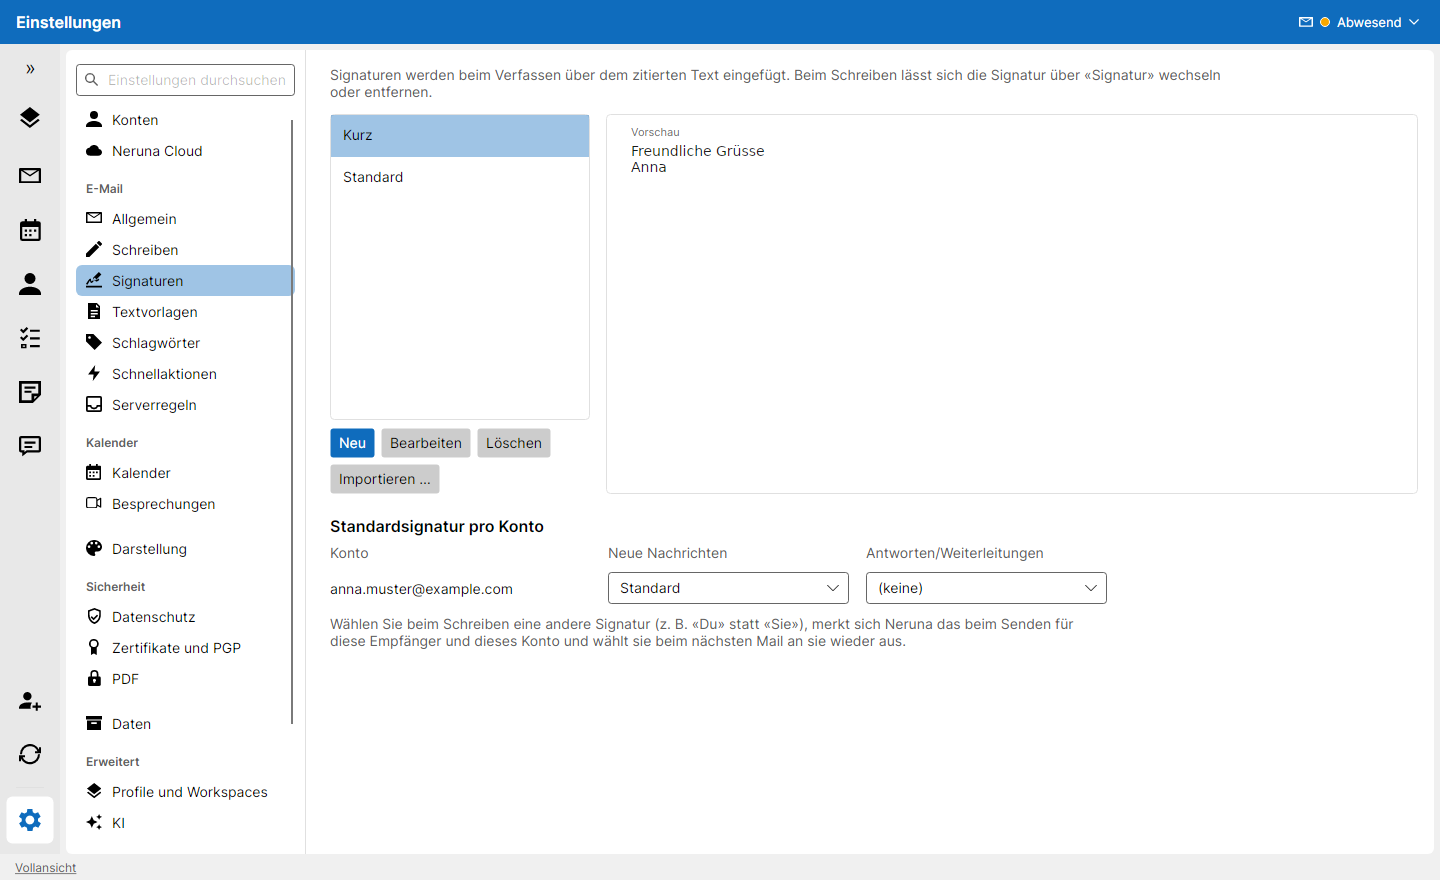 Einstellungen
Abwesend
Einstellungen durchsuchen
Konten
Neruna Cloud
E-Mail
Allgemein
Schreiben
Signaturen
Textvorlagen
Schlagwörter
Schnellaktionen
Serverregeln
Kalender
Kalender
Besprechungen
Darstellung
Sicherheit
Datenschutz
Zertifikate und PGP
PDF
Daten
Erweitert
Profile und Workspaces
KI
Signaturen werden beim Verfassen über dem zitierten Text eingefügt. Beim Schreiben lässt sich die Signatur über «Signatur» wechseln
oder entfernen.
Kurz
Standard
Neu
Bearbeiten
Löschen
Importieren ...
Vorschau
Freundliche Grüsse
Anna
Standardsignatur pro Konto
Konto
Neue Nachrichten
Antworten/Weiterleitungen
anna.muster@example.com
Standard
(keine)
Wählen Sie beim Schreiben eine andere Signatur (z. B. «Du» statt «Sie»), merkt sich Neruna das beim Senden für
diese Empfänger und dieses Konto und wählt sie beim nächsten Mail an sie wieder aus.
Vollansicht